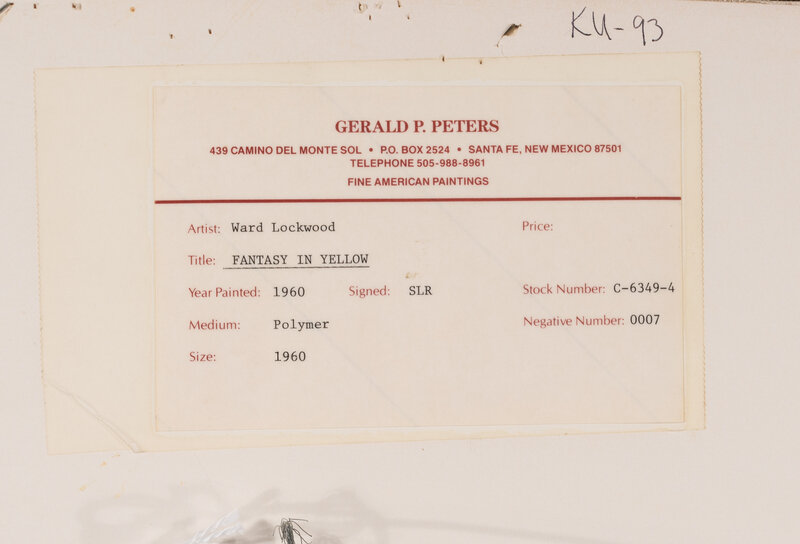 KU-93
GERALD P. PETERS
439 CAMINO DEL MONTE SOL • P.O. BOX 2524 • SANTA FE, NEW MEXICO 87501
TELEPHONE 505-988-8961
FINE AMERICAN PAINTINGS
Artist: Ward Lockwood Price:
Title: FANTASY IN YELLOW
Year Painted: 1960 Signed: SLR Stock Number: C-6349-4
Medium: Polymer Negative Number: 0007
Size: 1960